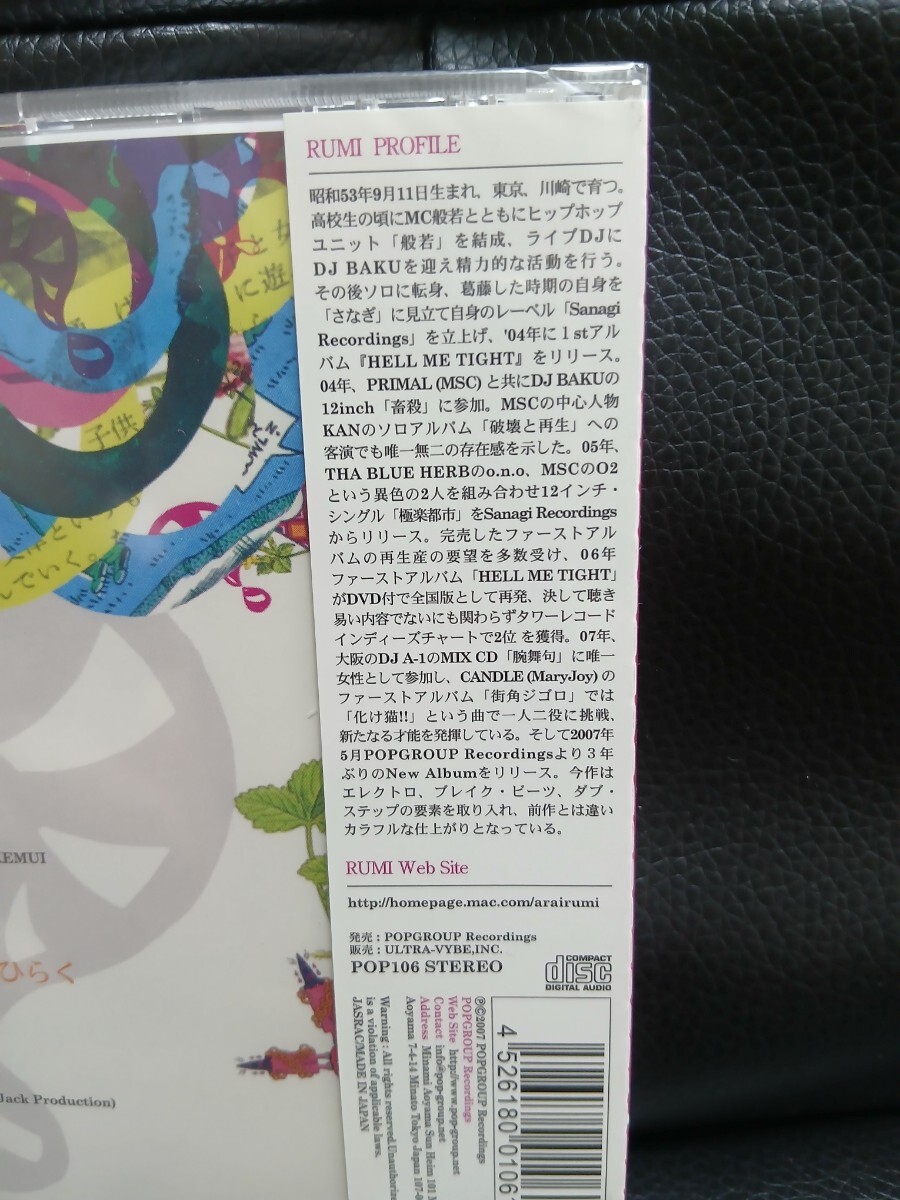 RUMI PROFILE
昭和53年9月11日生まれ、東京、川崎で育つ。
高校生の頃にMC般若とともにヒップホップ
ユニット「般若」を結成、ライブDJに
DJ BAKUを迎え精力的な活動を行う。
その後ソロに転身、葛藤した時期の自身を
「さなぎ」に見立て自身のレーベル「Sanagi
Recordings」を立上げ、'04年に１stアル
バム『HELL ME TIGHT』をリリース。
04年、PRIMAL (MSC) と共にDJ BAKUの
12inch「畜殺」に参加。MSCの中心人物
KANのソロアルバム「破壊と再生」への
客演でも唯一無二の存在感を示した。05年、
THA BLUE HERBのo.n.o、MSCのO2
という異色の2人を組み合わせ12インチ・
シングル「極楽都市」をSanagi Recordings
からリリース。完売したファーストアル
バムの再生産の要望を多数受け、06年
ファーストアルバム「HELL ME TIGHT」
がDVD付で全国版として再発、決して聴き
易い内容でないにも関わらずタワーレコード
インディーズチャートで2位 を獲得。07年、
大阪のDJ A-1のMIX CD「腕舞句」に唯一
女性として参加し、CANDLE (MaryJoy) の
ファーストアルバム「街角ジゴロ」では
「化け猫!!」という曲で一人二役に挑戦、
新たなる才能を発揮している。そして2007年
5月POPGROUP Recordingsより３年
ぶりのNew Albumをリリース。今作は
エレクトロ、ブレイク・ビーツ、ダブ・
ステップの要素を取り入れ、前作とは違い
カラフルな仕上がりとなっている。
RUMI Web Site
http://homepage.mac.com/arairumi
発売 : POPGROUP Recordings
販売 : ULTRA-VYBE,INC.
POP106 STEREO
COMPACT
disc
DIGITAL AUDIO
℗©2007 POPGROUP Recordings
POPGROUP Recordings
Web Site http://www.pop-group.net
Contact info@pop-group.net
Address Minami Aoyama Sun Heim 101
Aoyama 7-4-14 Minato Tokyo Japan 107-0
Warning : All rights reserved.Unauthoriz
is a violation of applicable laws.
JASRAC/MADE IN JAPAN
4 526180 0106
と
に遊
子供
んでいく。
KEMUI
ひらく
Jack Production)